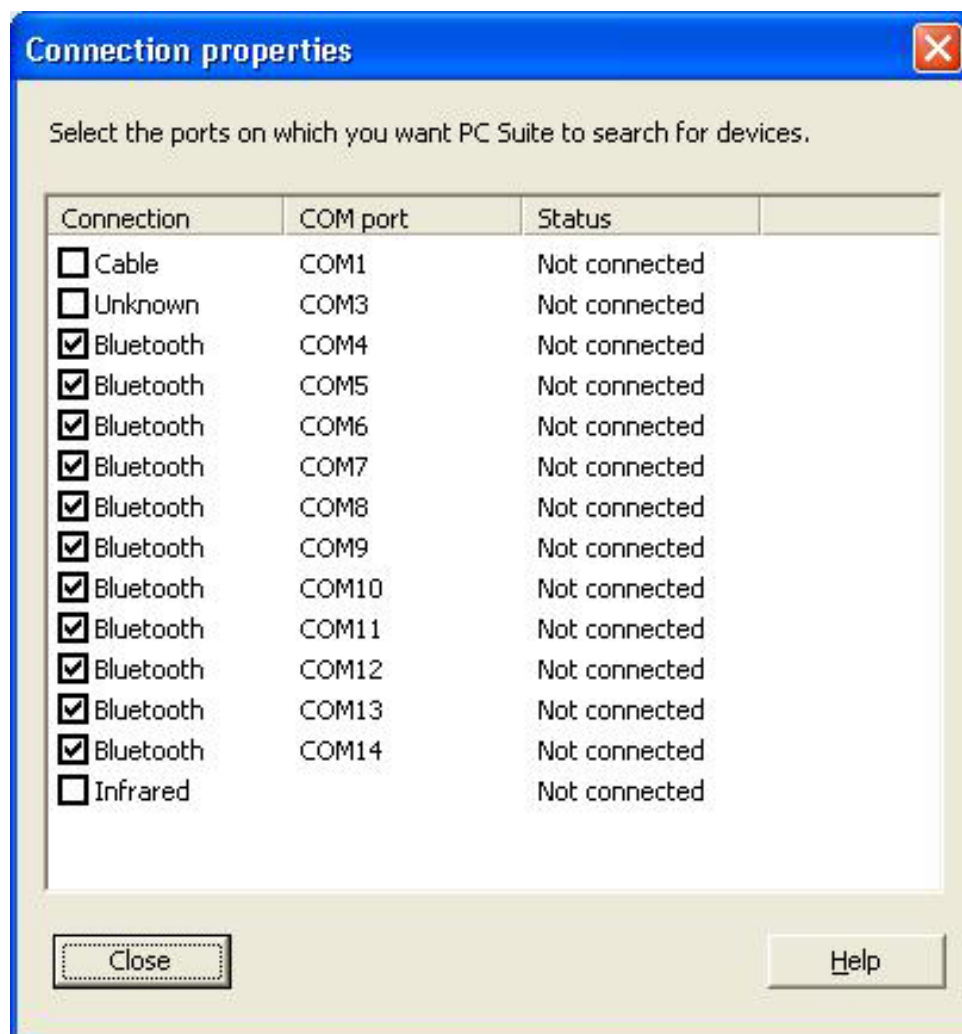 Connection properties
Select the ports on which you want PC Suite to search for devices.
Connection COM port Status
Cable COM1 Not connected
Unknown COM3 Not connected
Bluetooth COM4 Not connected
Bluetooth COM5 Not connected
Bluetooth COM6 Not connected
Bluetooth COM7 Not connected
Bluetooth COM8 Not connected
Bluetooth COM9 Not connected
Bluetooth COM10 Not connected
Bluetooth COM11 Not connected
Bluetooth COM12 Not connected
Bluetooth COM13 Not connected
Bluetooth COM14 Not connected
Infrared Not connected
Close Help